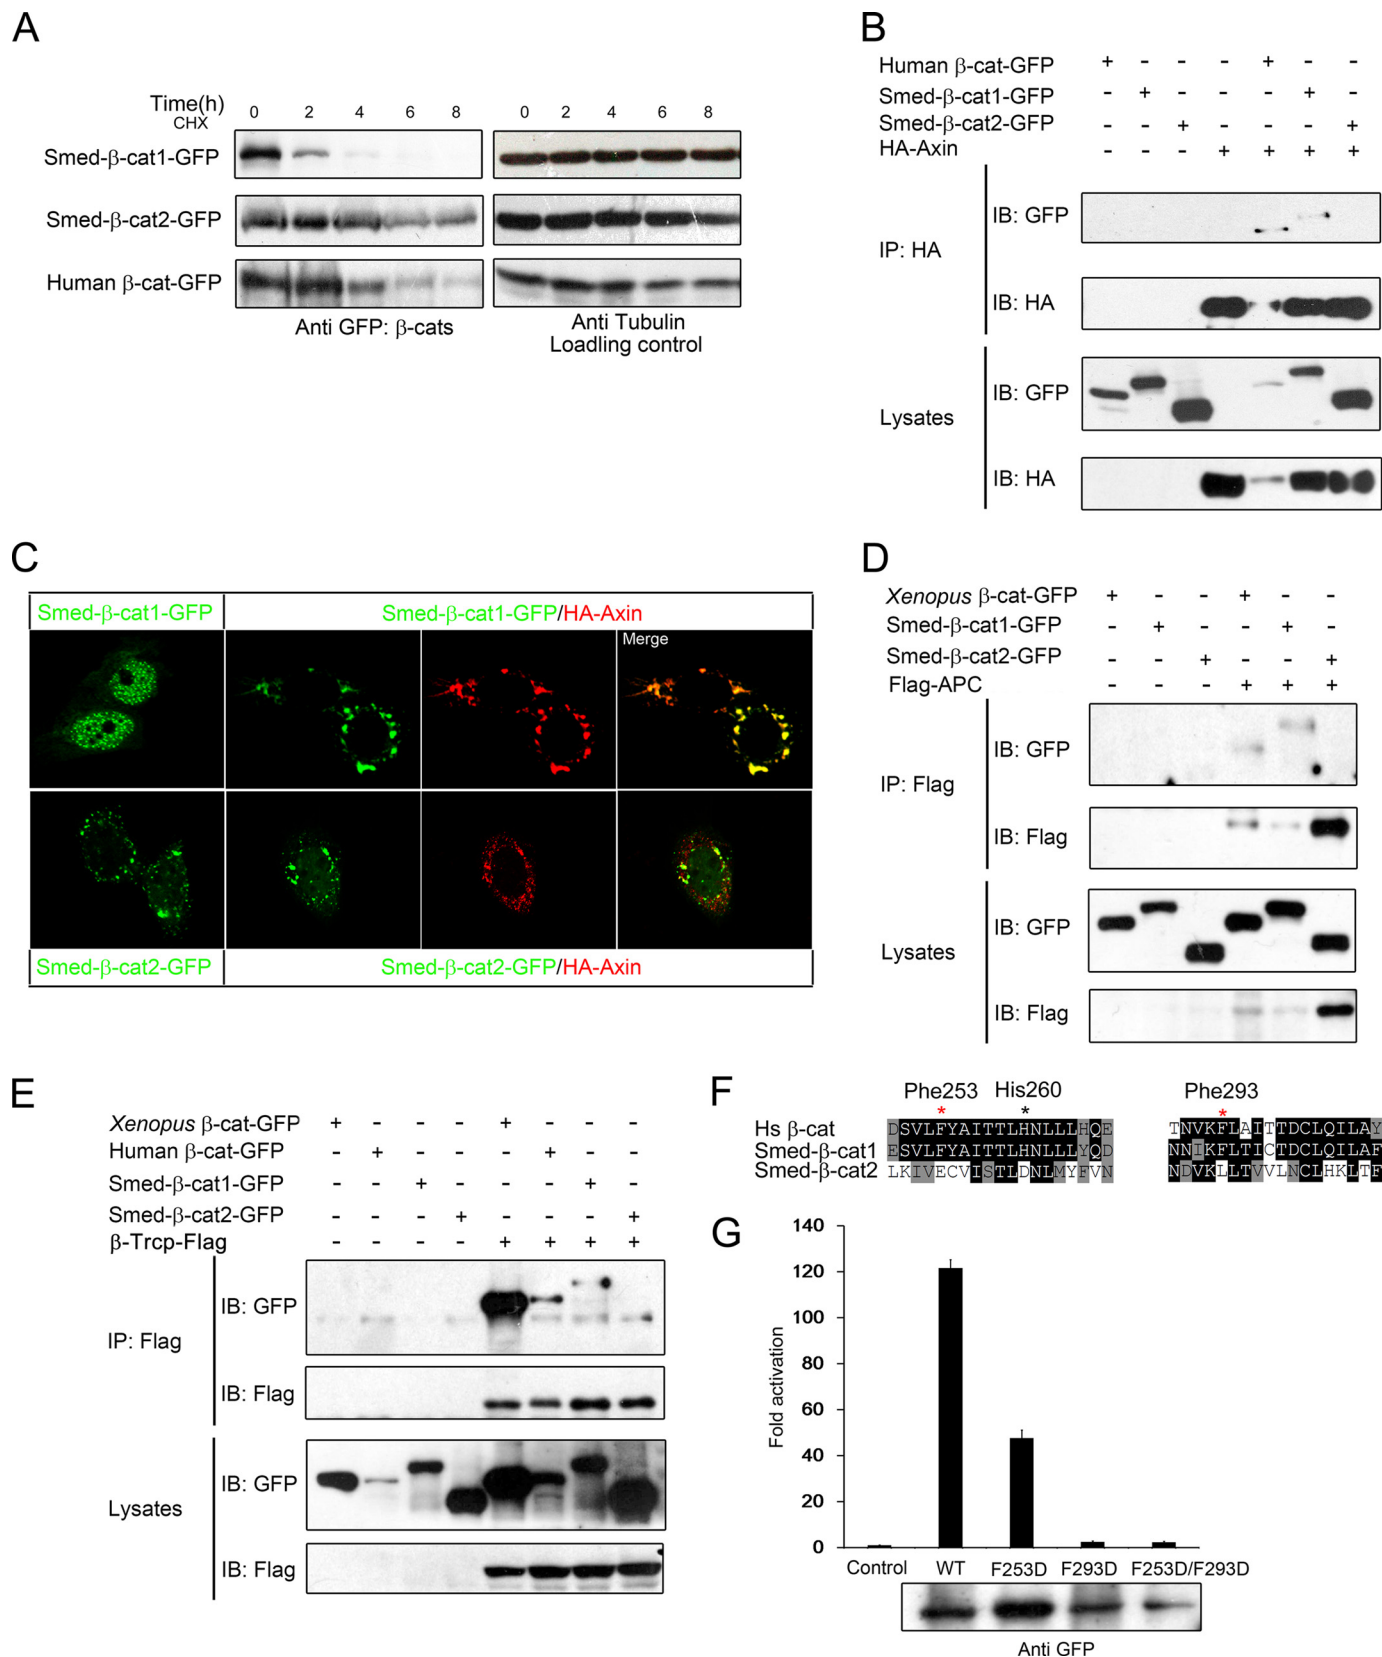 A
Time(h) 0 2 4 6 8 0 2 4 6 8
CHX
Smed-β-cat1-GFP
Smed-β-cat2-GFP
Human β-cat-GFP
Anti GFP: β-cats
Anti Tubulin
Loadling control
B
Human β-cat-GFP + - - - + - -
Smed-β-cat1-GFP - + - - - + -
Smed-β-cat2-GFP - - + - - - +
HA-Axin - - - + + + +
IP: HA
IB: GFP
IB: HA
Lysates
IB: GFP
IB: HA
C
Smed-β-cat1-GFP Smed-β-cat1-GFP/HA-Axin
Merge
Smed-β-cat2-GFP Smed-β-cat2-GFP/HA-Axin
D
Xenopus β-cat-GFP + - - + - -
Smed-β-cat1-GFP - + - - + -
Smed-β-cat2-GFP - - + - - +
Flag-APC - - - + + +
IP: Flag
IB: GFP
IB: Flag
Lysates
IB: GFP
IB: Flag
E
Xenopus β-cat-GFP + - - - + - - -
Human β-cat-GFP - + - - - + - -
Smed-β-cat1-GFP - - + - - - + -
Smed-β-cat2-GFP - - - + - - - +
β-Trcp-Flag - - - - + + + +
IP: Flag
IB: GFP
IB: Flag
Lysates
IB: GFP
IB: Flag
F
Phe253 His260 Phe293
* * *
Hs β-cat DSVLFYAITTLHNLLLHQE TNVKFLAITTDCLQILAY
Smed-β-cat1 ESVLFYAITTLHNLLLYQD NNIKFLTICTDCLQILAF
Smed-β-cat2 LKIVECVISTLDNLMYFVN NDVKLLTVVLNCLHKLTF
G
Fold activation
140
120
100
80
60
40
20
0
Control WT F253D F293D F253D/F293D
Anti GFP